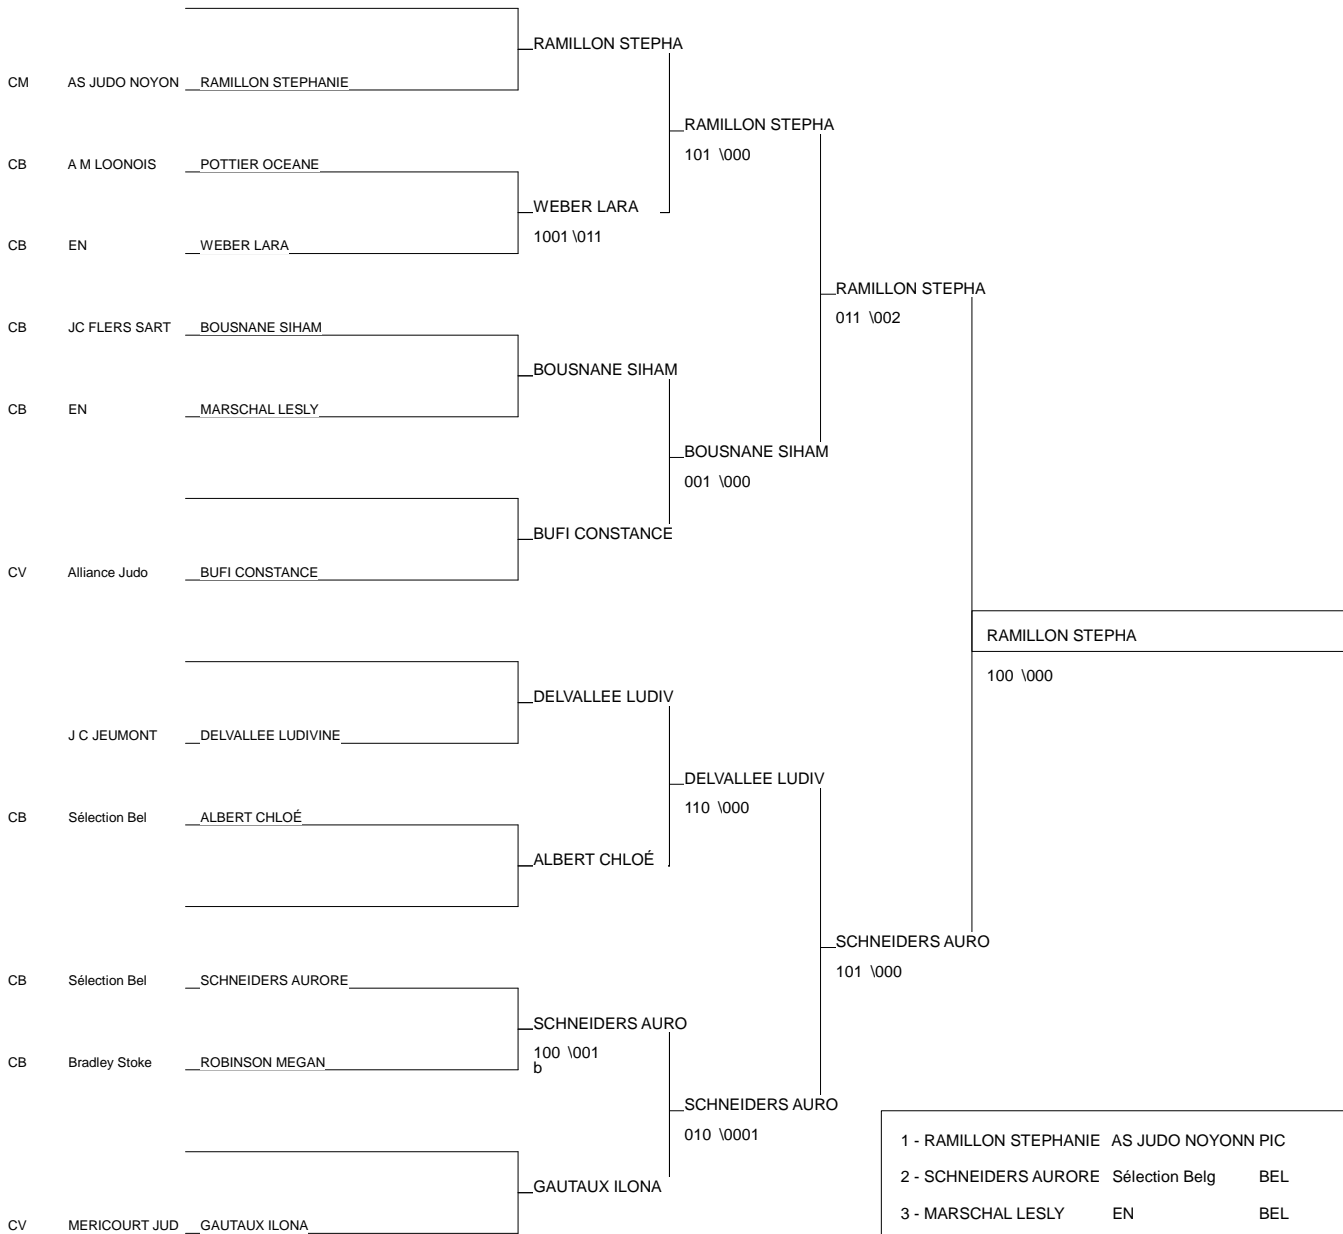 RAMILLON STEPHA
CM AS JUDO NOYON RAMILLON STEPHANIE
RAMILLON STEPHA
101 \000
CB A M LOONOIS POTTIER OCEANE
WEBER LARA
1001 \011
CB EN WEBER LARA
RAMILLON STEPHA
011 \002
CB JC FLERS SART BOUSNANE SIHAM
BOUSNANE SIHAM
CB EN MARSCHAL LESLY
BOUSNANE SIHAM
001 \000
BUFI CONSTANCE
CV Alliance Judo BUFI CONSTANCE
RAMILLON STEPHA
100 \000
DELVALLEE LUDIV
J C JEUMONT DELVALLEE LUDIVINE
DELVALLEE LUDIV
110 \000
CB Sélection Bel ALBERT CHLOÉ
ALBERT CHLOÉ
SCHNEIDERS AURO
101 \000
CB Sélection Bel SCHNEIDERS AURORE
SCHNEIDERS AURO
100 \001
b
CB Bradley Stoke ROBINSON MEGAN
SCHNEIDERS AURO
010 \0001
GAUTAUX ILONA
CV MERICOURT JUD GAUTAUX ILONA
1 - RAMILLON STEPHANIE AS JUDO NOYONN PIC
2 - SCHNEIDERS AURORE Sélection Belg BEL
3 - MARSCHAL LESLY EN BEL